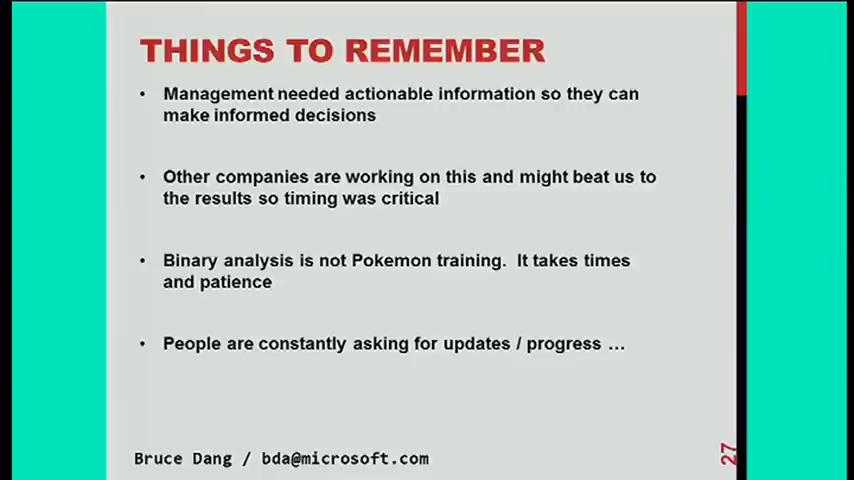 THINGS TO REMEMBER
• Management needed actionable information so they can
make informed decisions
• Other companies are working on this and might beat us to
the results so timing was critical
• Binary analysis is not Pokemon training. It takes times
and patience
• People are constantly asking for updates / progress …
Bruce Dang / bda@microsoft.com
27